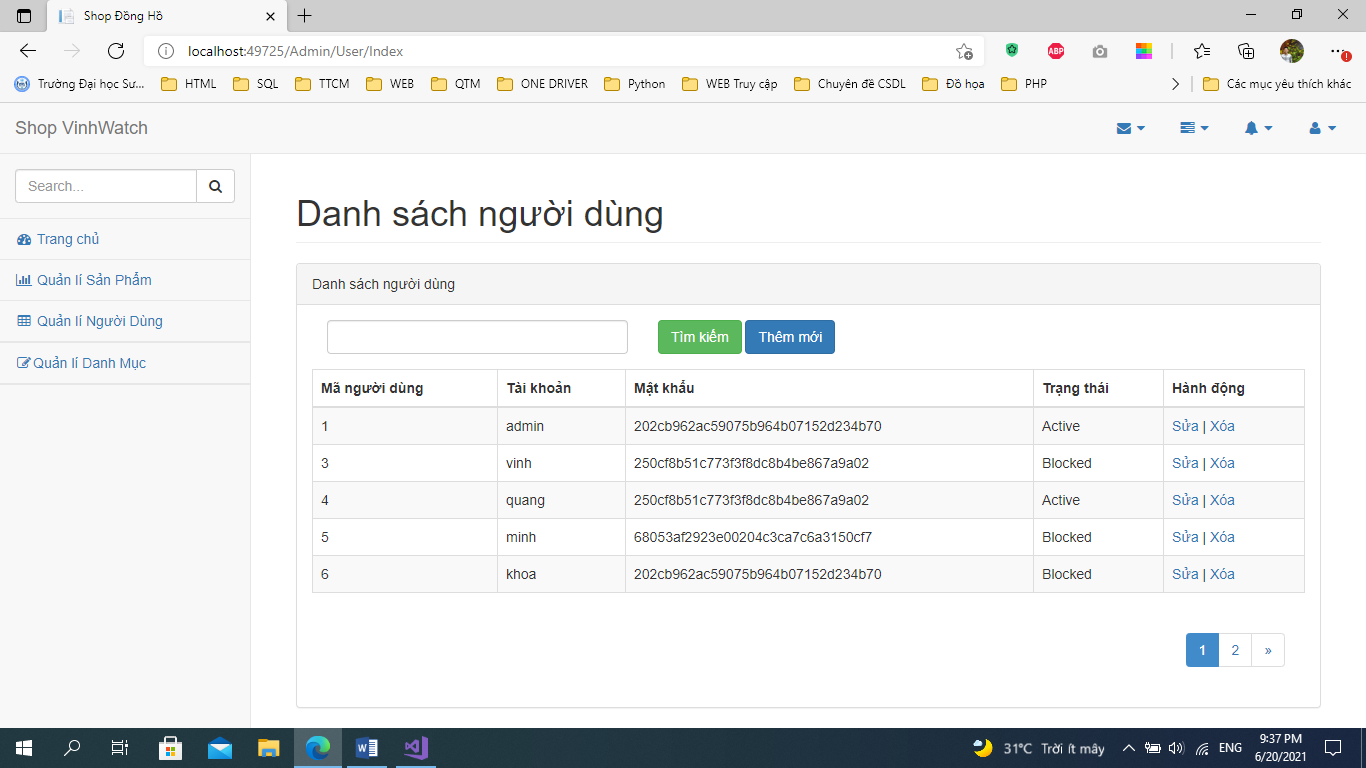 Shop Đồng Hồ
localhost:49725/Admin/User/Index
ABP
Trường Đại học Sư... HTML SQL TTCM WEB QTM ONE DRIVER Python WEB Truy cập Chuyên đề CSDL Đồ họa PHP Các mục yêu thích khác
Shop VinhWatch
Search...
Trang chủ
Quản lí Sản Phẩm
Quản lí Người Dùng
Quản lí Danh Mục
Danh sách người dùng
Danh sách người dùng
Tìm kiếm Thêm mới
Mã người dùng Tài khoản Mật khẩu Trạng thái Hành động
1 admin 202cb962ac59075b964b07152d234b70 Active Sửa | Xóa
3 vinh 250cf8b51c773f3f8dc8b4be867a9a02 Blocked Sửa | Xóa
4 quang 250cf8b51c773f3f8dc8b4be867a9a02 Active Sửa | Xóa
5 minh 68053af2923e00204c3ca7c6a3150cf7 Blocked Sửa | Xóa
6 khoa 202cb962ac59075b964b07152d234b70 Blocked Sửa | Xóa
1 2 »
31°C Trời ít mây ENG 9:37 PM
6/20/2021